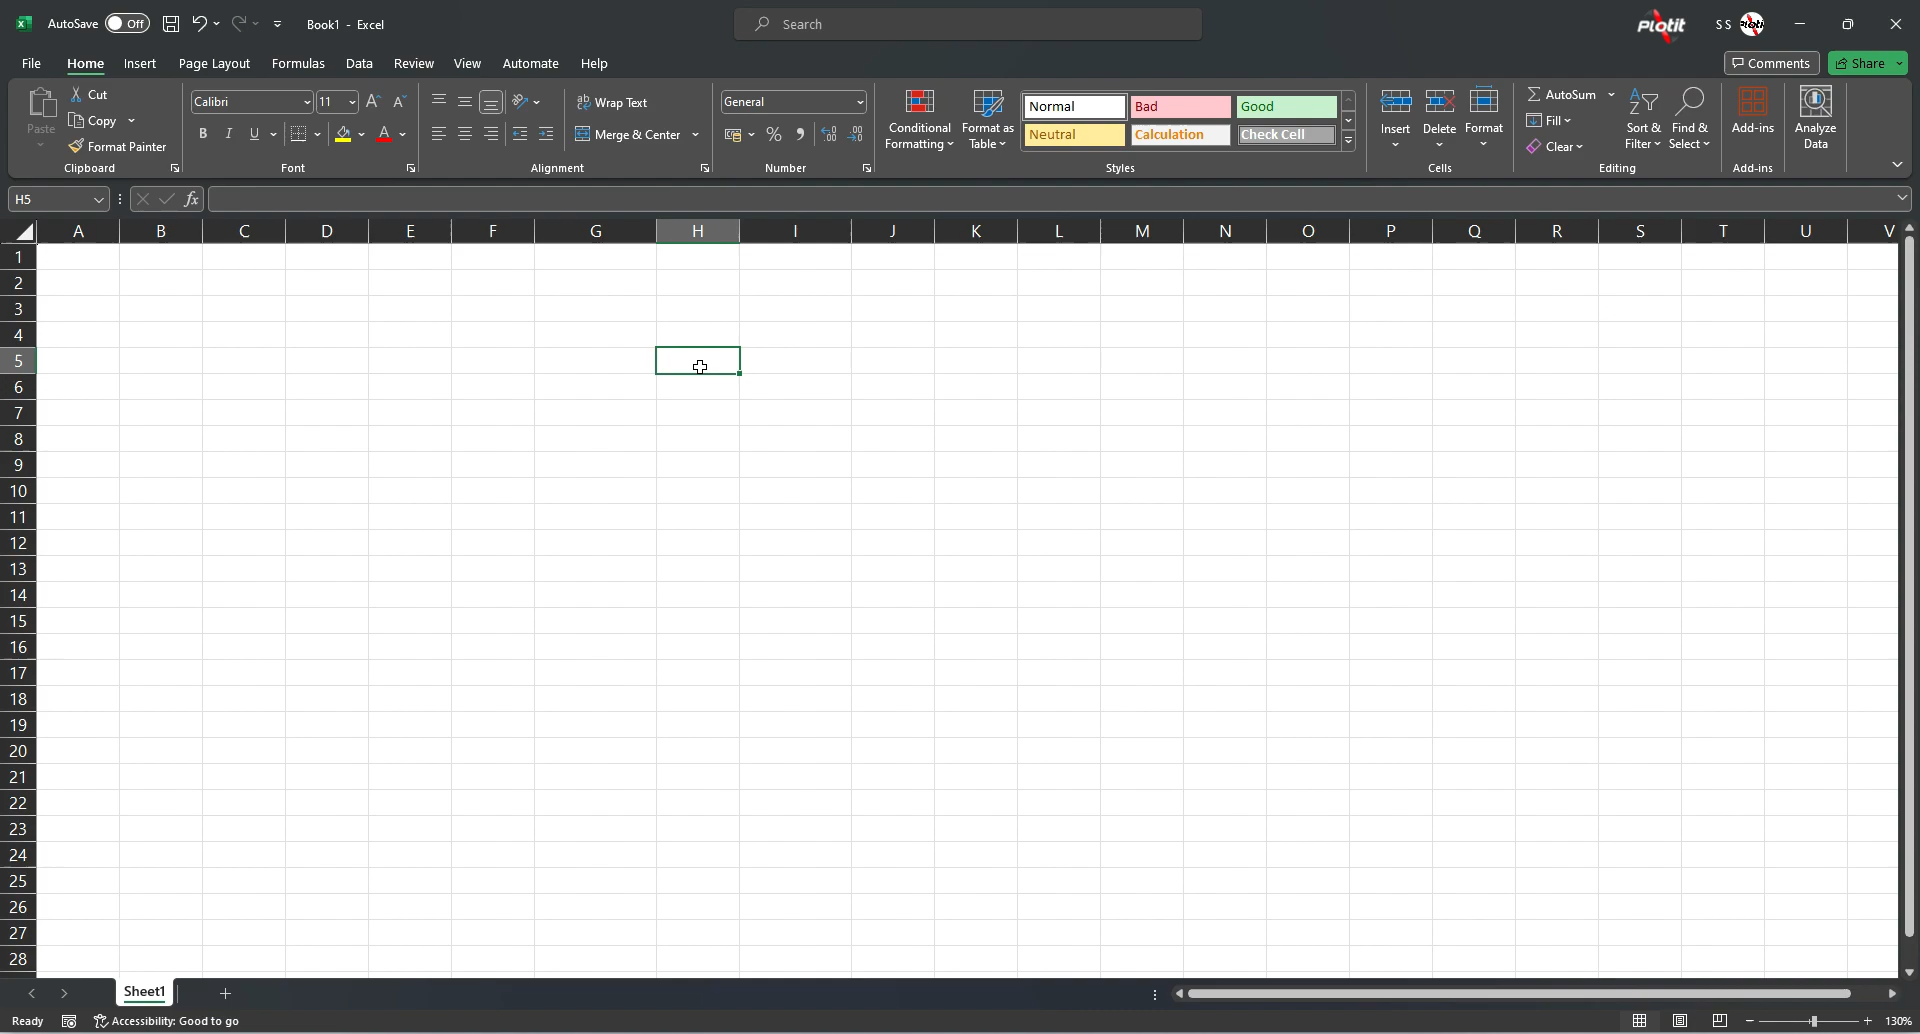 AutoSave Off Book1 - Excel Search Plotit S S Plotit
File Home Insert Page Layout Formulas Data Review View Automate Help Comments Share
Paste Cut Copy Format Painter Clipboard
Calibri 11 B I U A Font
Wrap Text Merge & Center Alignment
General % Number
Conditional Formatting Format as Table Normal Bad Good Neutral Calculation Check Cell Styles
Insert Delete Format Cells
AutoSum Fill Clear Sort & Filter Find & Select Editing
Add-ins Add-ins
Analyze Data
H5 fx
A B C D E F G H I J K L M N O P Q R S T U V
1
2
3
4
5
6
7
8
9
10
11
12
13
14
15
16
17
18
19
20
21
22
23
24
25
26
27
28
Sheet1
Ready Accessibility: Good to go 130%